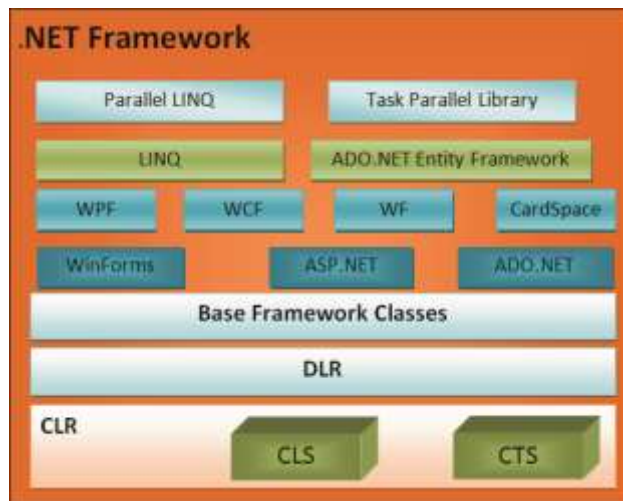 .NET Framework
Parallel LINQ Task Parallel Library
LINQ ADO.NET Entity Framework
WPF WCF WF CardSpace
WinForms ASP.NET ADO.NET
Base Framework Classes
DLR
CLR
CLS CTS